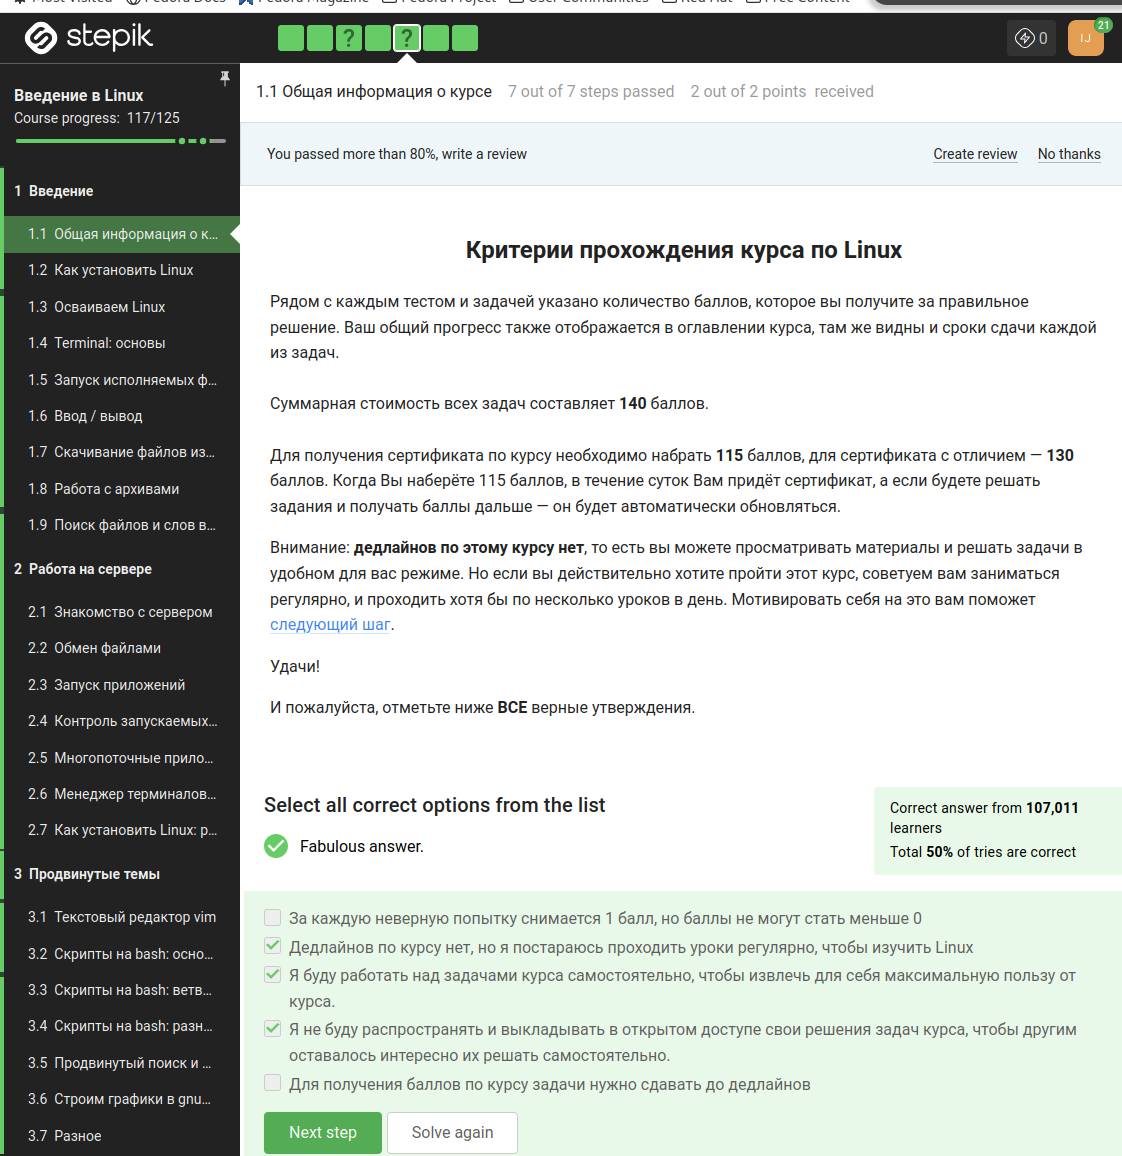 Most Visited Fedora Docs Fedora Magazine Fedora Project User Communities Red Hat Free Content
stepik
? ?
0
IJ
21
Введение в Linux
Course progress: 117/125
1 Введение
1.1 Общая информация о к...
1.2 Как установить Linux
1.3 Осваиваем Linux
1.4 Terminal: основы
1.5 Запуск исполняемых ф...
1.6 Ввод / вывод
1.7 Скачивание файлов из...
1.8 Работа с архивами
1.9 Поиск файлов и слов в...
2 Работа на сервере
2.1 Знакомство с сервером
2.2 Обмен файлами
2.3 Запуск приложений
2.4 Контроль запускаемых...
2.5 Многопоточные прило...
2.6 Менеджер терминалов...
2.7 Как установить Linux: р...
3 Продвинутые темы
3.1 Текстовый редактор vim
3.2 Скрипты на bash: осно...
3.3 Скрипты на bash: ветв...
3.4 Скрипты на bash: разн...
3.5 Продвинутый поиск и ...
3.6 Строим графики в gnu...
3.7 Разное
1.1 Общая информация о курсе 7 out of 7 steps passed 2 out of 2 points received
You passed more than 80%, write a review Create review No thanks
Критерии прохождения курса по Linux
Рядом с каждым тестом и задачей указано количество баллов, которое вы получите за правильное
решение. Ваш общий прогресс также отображается в оглавлении курса, там же видны и сроки сдачи каждой
из задач.
Суммарная стоимость всех задач составляет 140 баллов.
Для получения сертификата по курсу необходимо набрать 115 баллов, для сертификата с отличием — 130
баллов. Когда Вы наберёте 115 баллов, в течение суток Вам придёт сертификат, а если будете решать
задания и получать баллы дальше — он будет автоматически обновляться.
Внимание: дедлайнов по этому курсу нет, то есть вы можете просматривать материалы и решать задачи в
удобном для вас режиме. Но если вы действительно хотите пройти этот курс, советуем вам заниматься
регулярно, и проходить хотя бы по несколько уроков в день. Мотивировать себя на это вам поможет
следующий шаг.
Удачи!
И пожалуйста, отметьте ниже ВСЕ верные утверждения.
Select all correct options from the list
Fabulous answer.
Correct answer from 107,011
learners
Total 50% of tries are correct
За каждую неверную попытку снимается 1 балл, но баллы не могут стать меньше 0
Дедлайнов по курсу нет, но я постараюсь проходить уроки регулярно, чтобы изучить Linux
Я буду работать над задачами курса самостоятельно, чтобы извлечь для себя максимальную пользу от
курса.
Я не буду распространять и выкладывать в открытом доступе свои решения задач курса, чтобы другим
оставалось интересно их решать самостоятельно.
Для получения баллов по курсу задачи нужно сдавать до дедлайнов
Next step Solve again